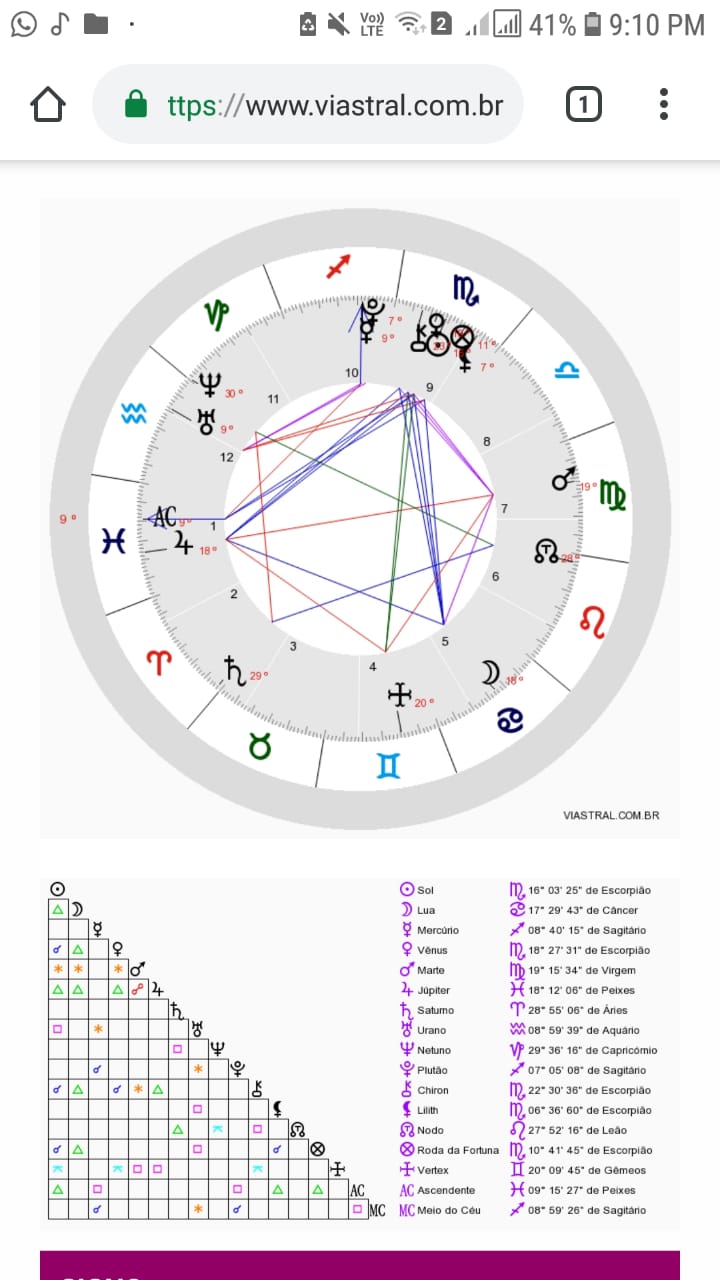 Vo)) LTE 2 41% 9:10 PM
ttps://www.viastral.com.br 1
7°
9°
11°
7°
10
9
30°
11
9°
8
12
19°
9°
AC 9° 1
7
18°
28°
6
2
3
5
29°
4
18°
20°
VIASTRAL.COM.BR
Sol 16° 03' 25" de Escorpião
Lua 17° 29' 43" de Câncer
Mercúrio 08° 40' 15" de Sagitário
Vênus 18° 27' 31" de Escorpião
Marte 19° 15' 34" de Virgem
Júpiter 18° 12' 06" de Peixes
Saturno 28° 55' 06" de Áries
Urano 08° 59' 39" de Aquário
Netuno 29° 36' 16" de Capricórnio
Plutão 07° 05' 08" de Sagitário
Chiron 22° 30' 36" de Escorpião
Lilith 06° 36' 60" de Escorpião
Nodo 27° 52' 16" de Leão
Roda da Fortuna 10° 41' 45" de Escorpião
Vertex 20° 09' 45" de Gêmeos
AC AC Ascendente 09° 15' 27" de Peixes
MC MC Meio do Céu 08° 59' 26" de Sagitário